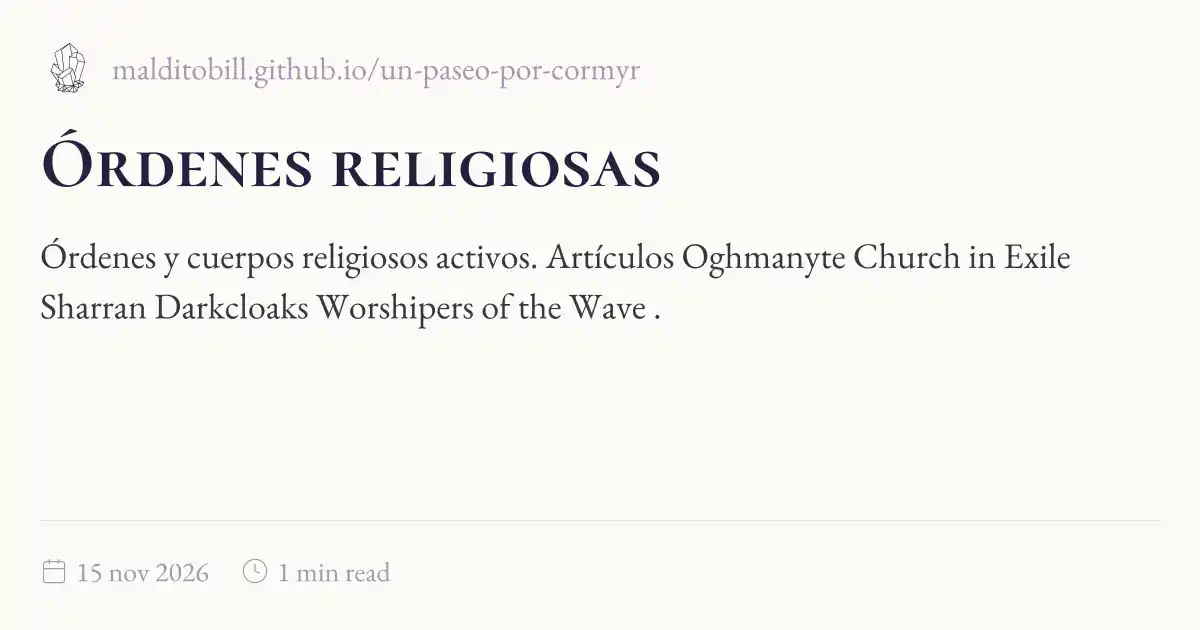 malditobill.github.io/un-paseo-por-cormyr
Órdenes religiosas
Órdenes y cuerpos religiosos activos. Artículos Oghmanyte Church in Exile
Sharran Darkcloaks Worshipers of the Wave .
15 nov 2026 1 min read